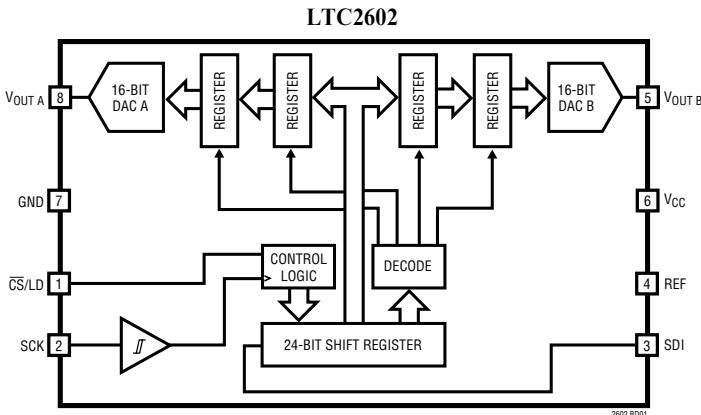 LTC2602
16-BIT
DAC A
REGISTER
REGISTER
REGISTER
REGISTER
16-BIT
DAC B
VOUT A
8
5
VOUT B
GND
7
6
VCC
CONTROL
LOGIC
DECODE
CS/LD
1
4
REF
SCK
2
24-BIT SHIFT REGISTER
3
SDI
2602 BD01